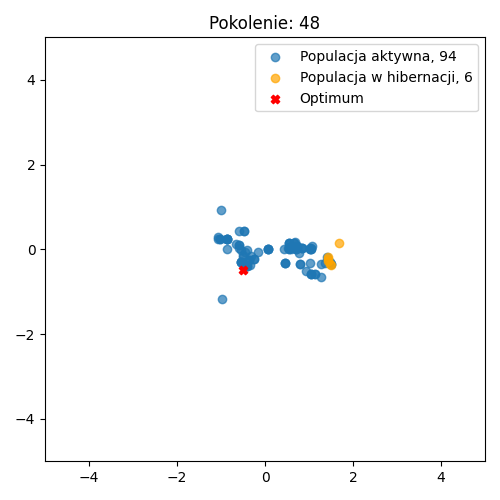 Pokolenie: 48
Populacja aktywna, 94
Populacja w hibernacji, 6
Optimum
4
2
0
−2
−4
−4 −2 0 2 4